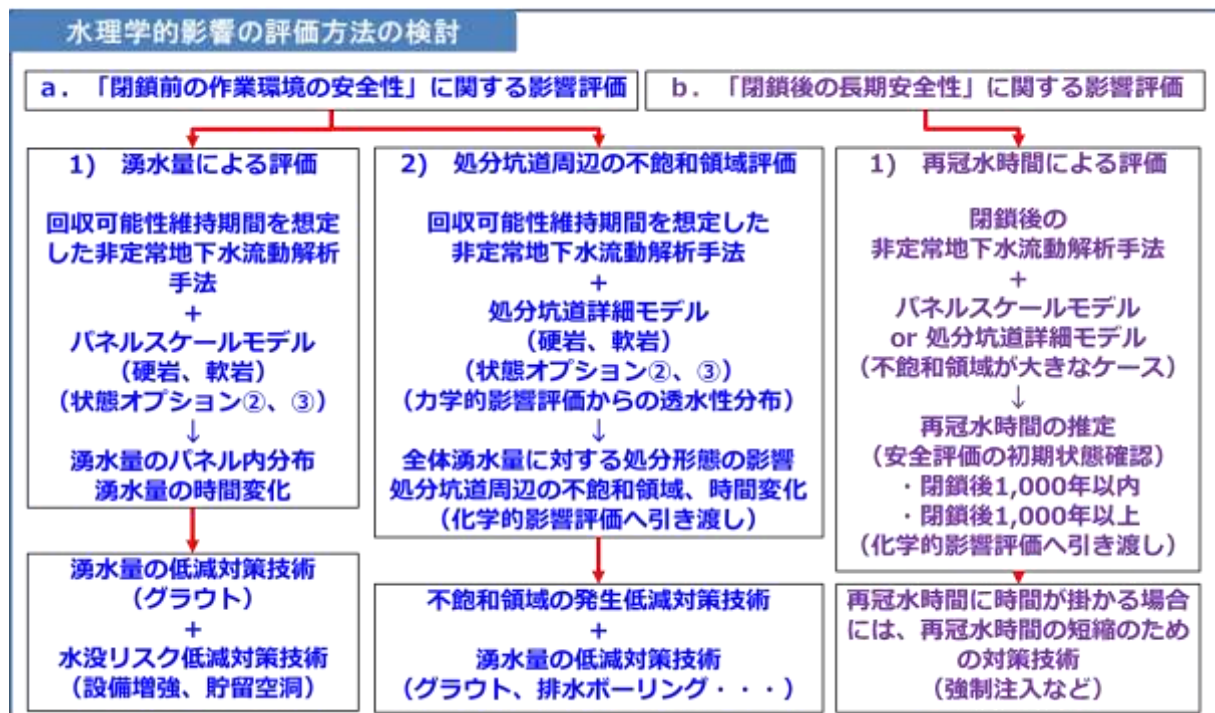 水理学的影響の評価方法の検討
a．「閉鎖前の作業環境の安全性」に関する影響評価
b．「閉鎖後の長期安全性」に関する影響評価
1) 湧水量による評価
回収可能性維持期間を想定
した非定常地下水流動解析
手法
+
パネルスケールモデル
(硬岩、軟岩)
(状態オプション②、③)
↓
湧水量のパネル内分布
湧水量の時間変化
湧水量の低減対策技術
(グラウト)
+
水没リスク低減対策技術
(設備増強、貯留空洞)
2) 処分坑道周辺の不飽和領域評価
回収可能性維持期間を想定した
非定常地下水流動解析手法
+
処分坑道詳細モデル
(硬岩、軟岩)
(状態オプション②、③)
(力学的影響評価からの透水性分布)
↓
全体湧水量に対する処分形態の影響
処分坑道周辺の不飽和領域、時間変化
(化学的影響評価へ引き渡し)
不飽和領域の発生低減対策技術
+
湧水量の低減対策技術
(グラウト、排水ボーリング・・・)
1) 再冠水時間による評価
閉鎖後の
非定常地下水流動解析手法
+
パネルスケールモデル
or 処分坑道詳細モデル
(不飽和領域が大きなケース)
↓
再冠水時間の推定
(安全評価の初期状態確認)
・閉鎖後1,000年以内
・閉鎖後1,000年以上
(化学的影響評価へ引き渡し)
再冠水時間に時間が掛かる場合
には、再冠水時間の短縮のため
の対策技術
(強制注入など)